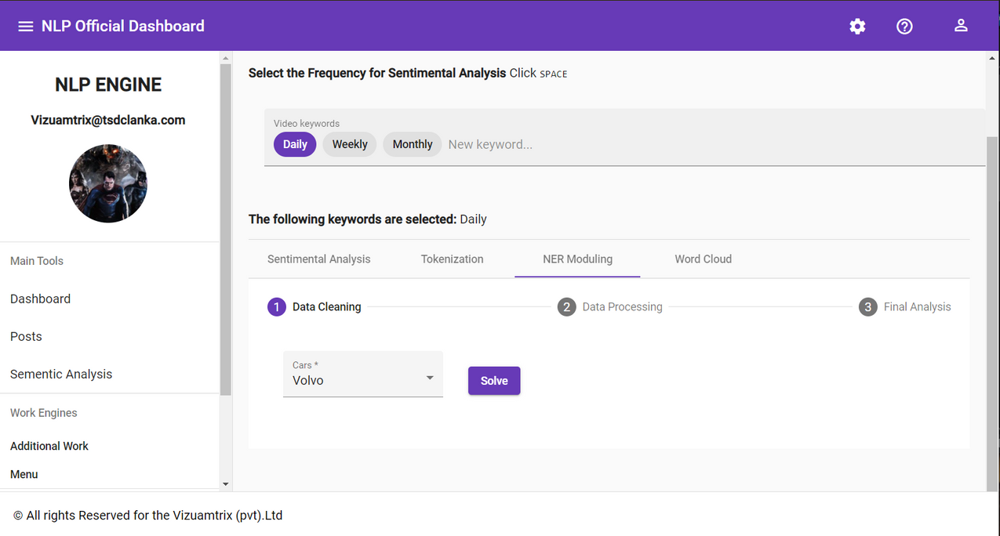 NLP Official Dashboard
NLP ENGINE
Vizuamtrix@tsdclanka.com
Main Tools
Dashboard
Posts
Sementic Analysis
Work Engines
Additional Work
Menu
Select the Frequency for Sentimental Analysis Click SPACE
Video keywords
Daily Weekly Monthly New keyword...
The following keywords are selected: Daily
Sentimental Analysis Tokenization NER Moduling Word Cloud
1 Data Cleaning 2 Data Processing 3 Final Analysis
Cars *
Volvo
Solve
© All rights Reserved for the Vizuamtrix (pvt).Ltd